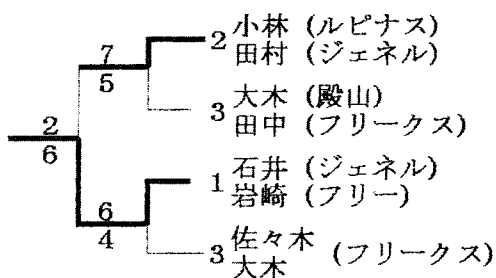 2 小林 (ルピナス)
田村 (ジェネル)
7
5
3 大木 (殿山)
田中 (フリークス)
2
6
1 石井 (ジェネル)
岩崎 (フリー)
6
4
3 佐々木 (フリークス)
大木